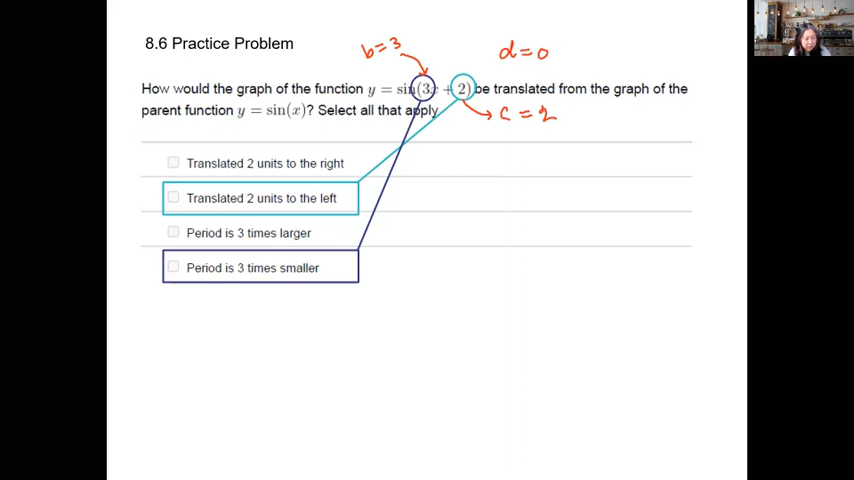 8.6 Practice Problem
b=3
d=0
How would the graph of the function y = sin(3x + 2) be translated from the graph of the
parent function y = sin(x)? Select all that apply
c = 2
Translated 2 units to the right
Translated 2 units to the left
Period is 3 times larger
Period is 3 times smaller